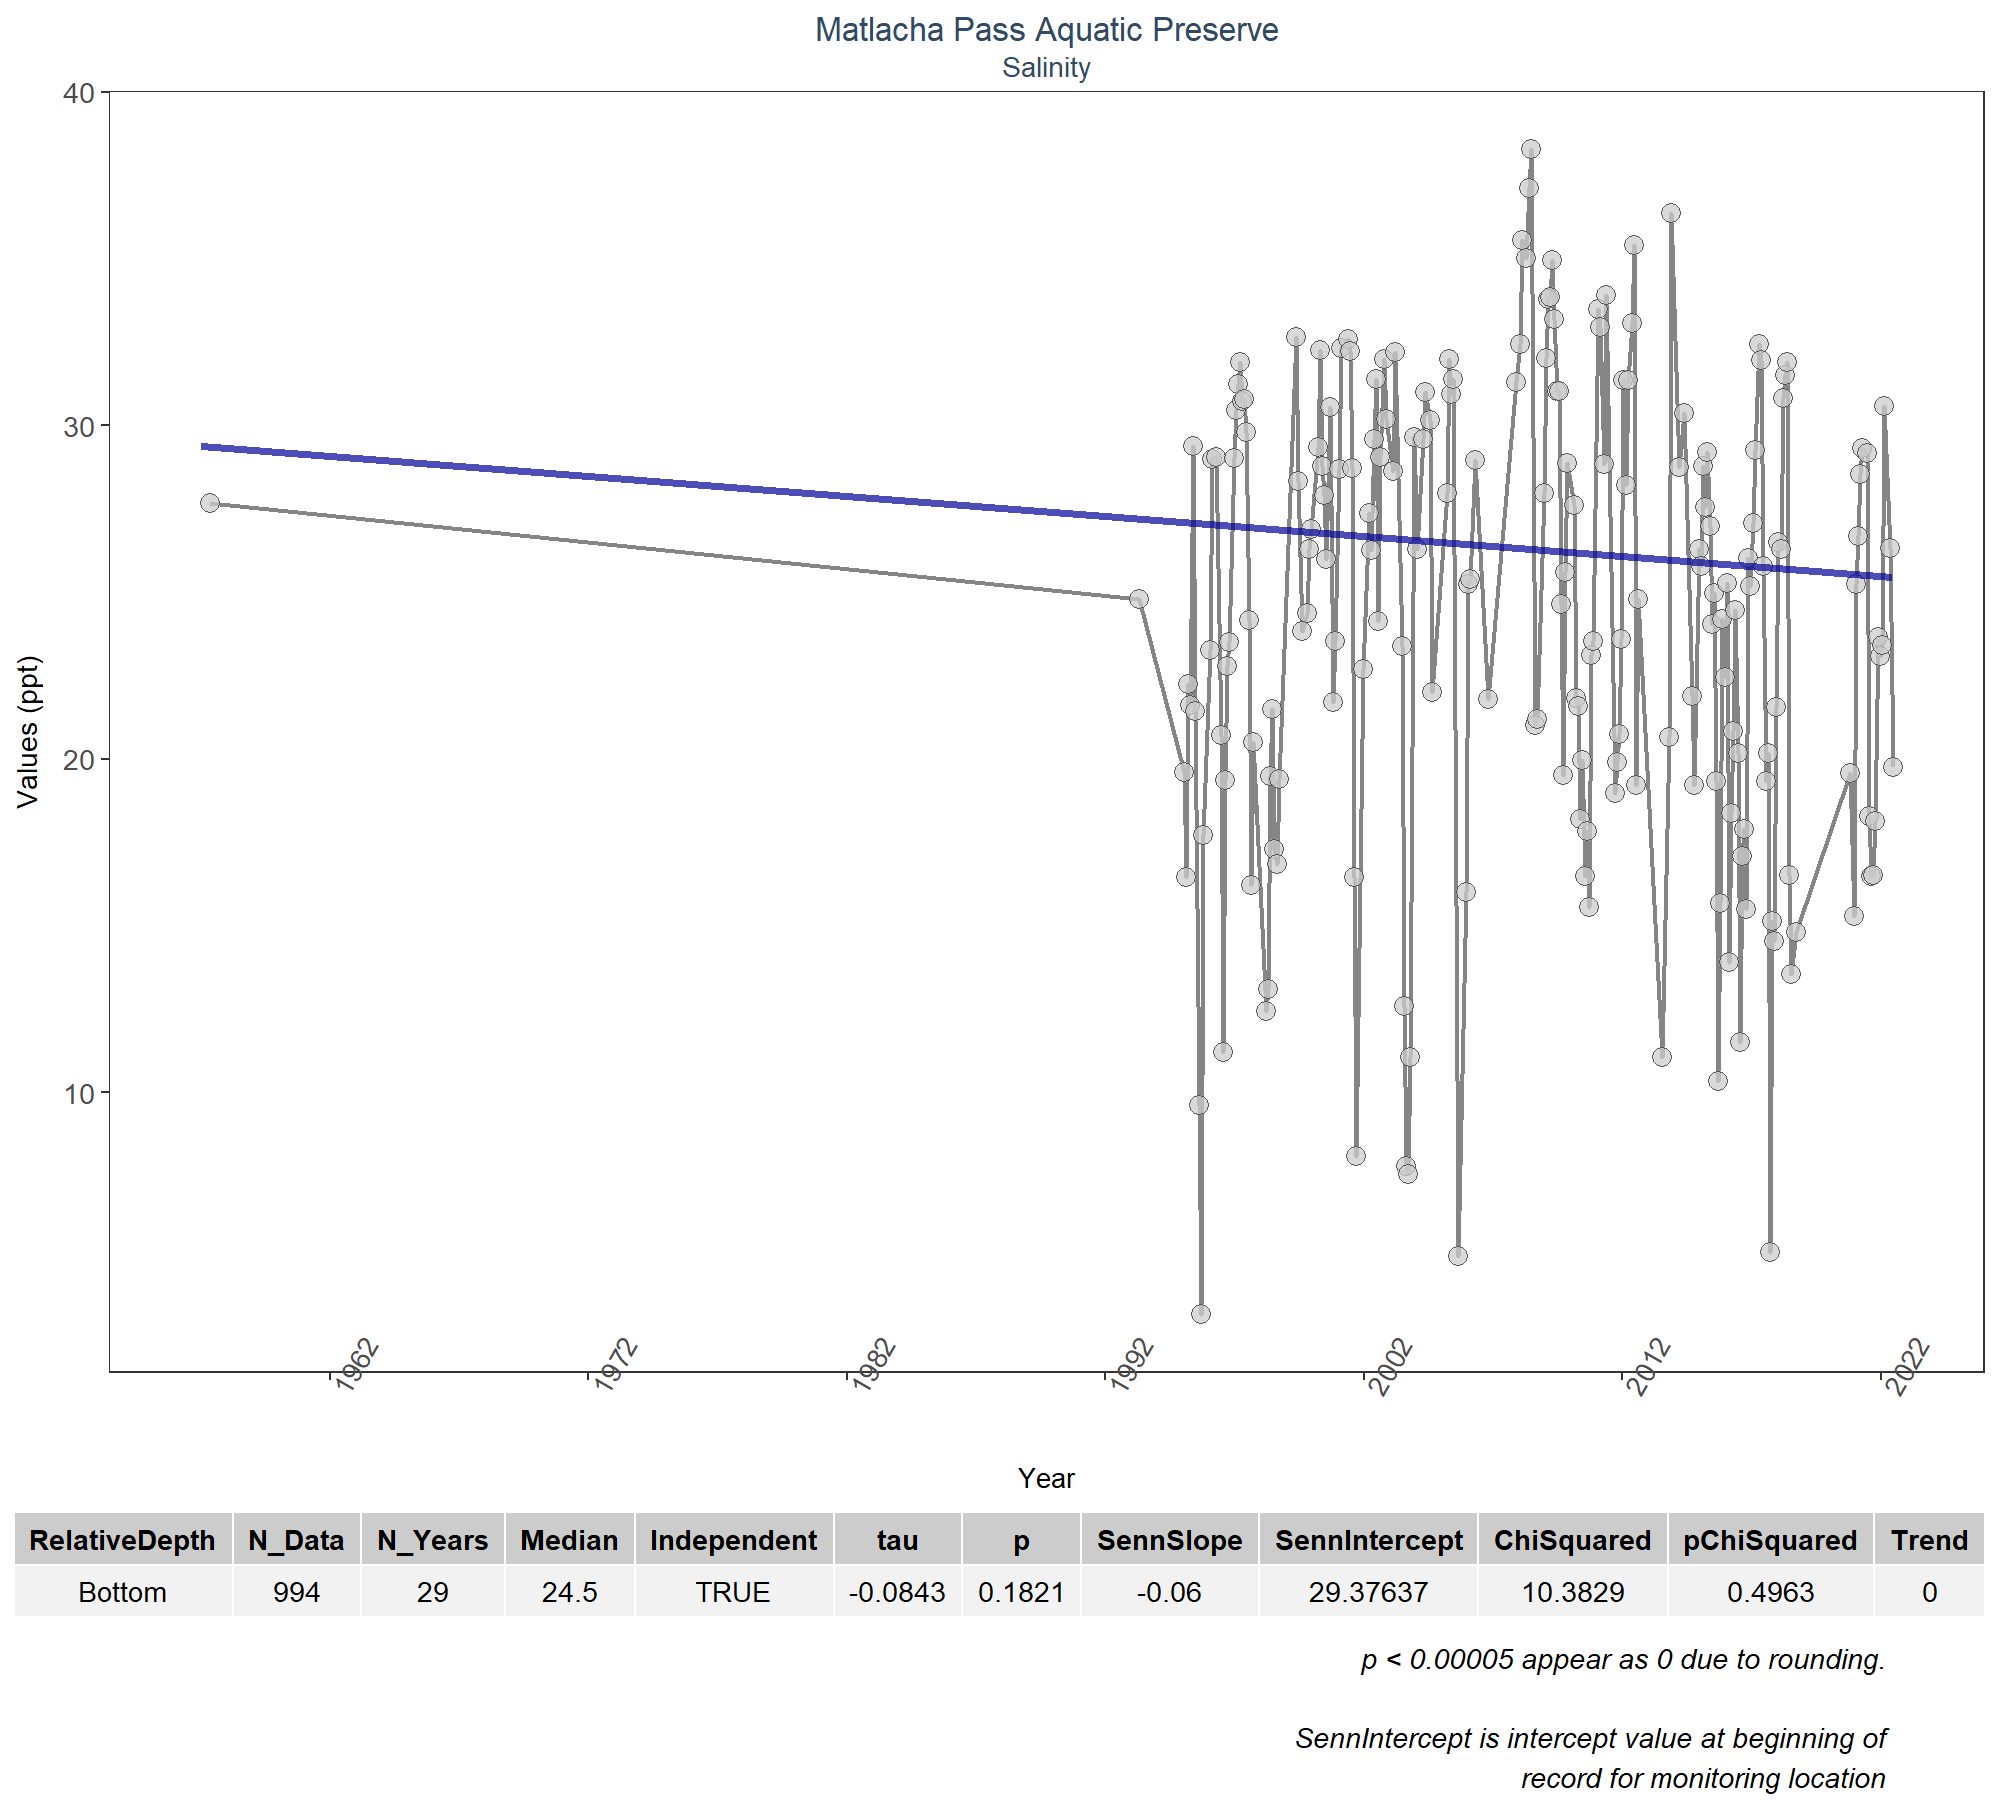 Matlacha Pass Aquatic Preserve
Salinity
40
30
20
10
Values (ppt)
1962 1972 1982 1992 2002 2012 2022
Year
RelativeDepth N_Data N_Years Median Independent tau p SennSlope SennIntercept ChiSquared pChiSquared Trend
Bottom 994 29 24.5 TRUE -0.0843 0.1821 -0.06 29.37637 10.3829 0.4963 0
p < 0.00005 appear as 0 due to rounding.
SennIntercept is intercept value at beginning of
record for monitoring location